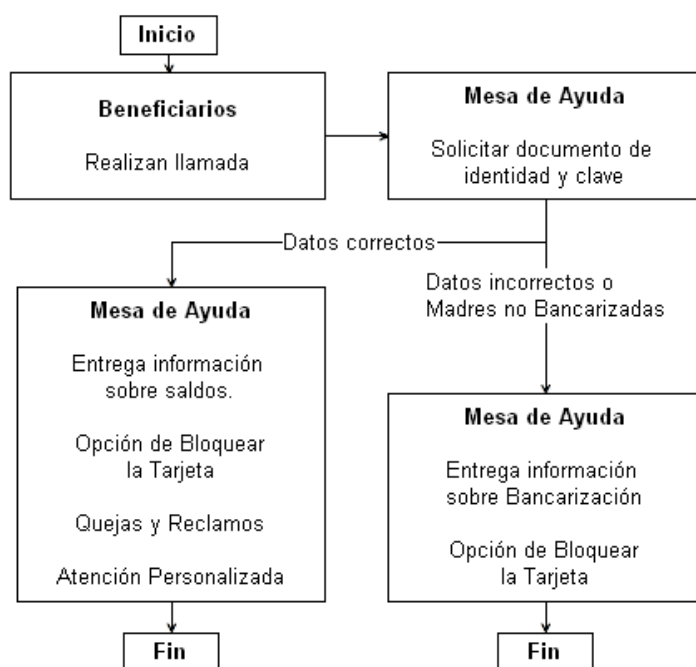 Inicio
Beneficiarios
Realizan llamada
Mesa de Ayuda
Solicitar documento de
identidad y clave
Datos correctos
Datos incorrectos o
Madres no Bancarizadas
Mesa de Ayuda
Entrega información
sobre saldos.
Opción de Bloquear
la Tarjeta
Quejas y Reclamos
Atención Personalizada
Fin
Mesa de Ayuda
Entrega información
sobre Bancarización
Opción de Bloquear
la Tarjeta
Fin